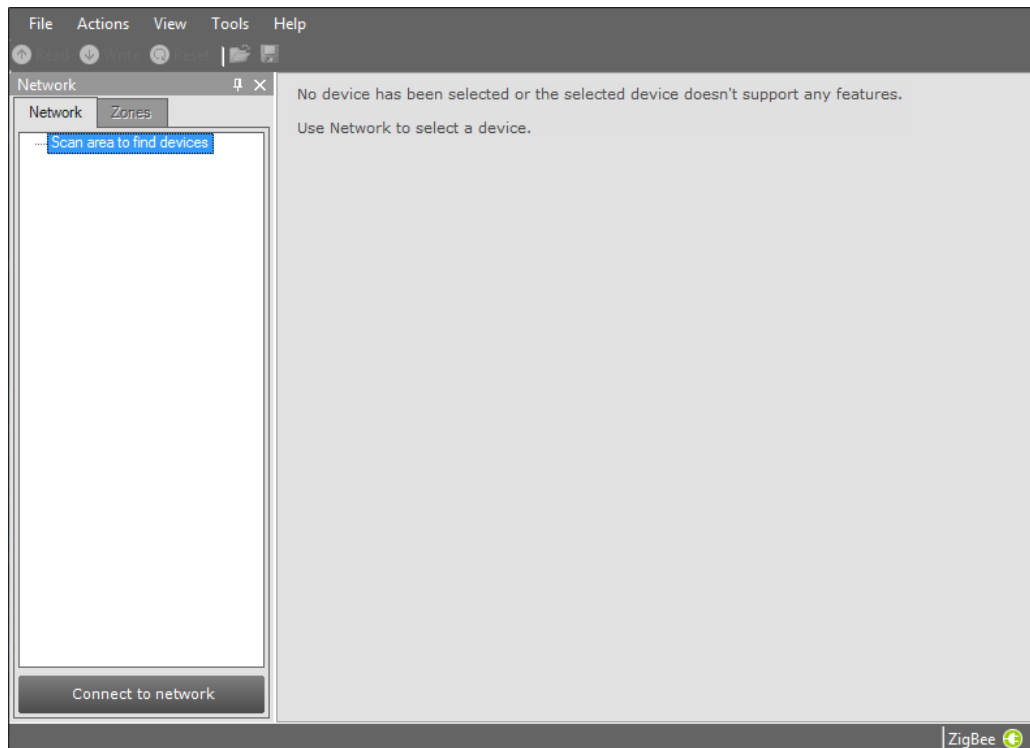 File Actions View Tools Help
Read Write Reset
Network
Network Zones
Scan area to find devices
No device has been selected or the selected device doesn't support any features.
Use Network to select a device.
Connect to network
ZigBee